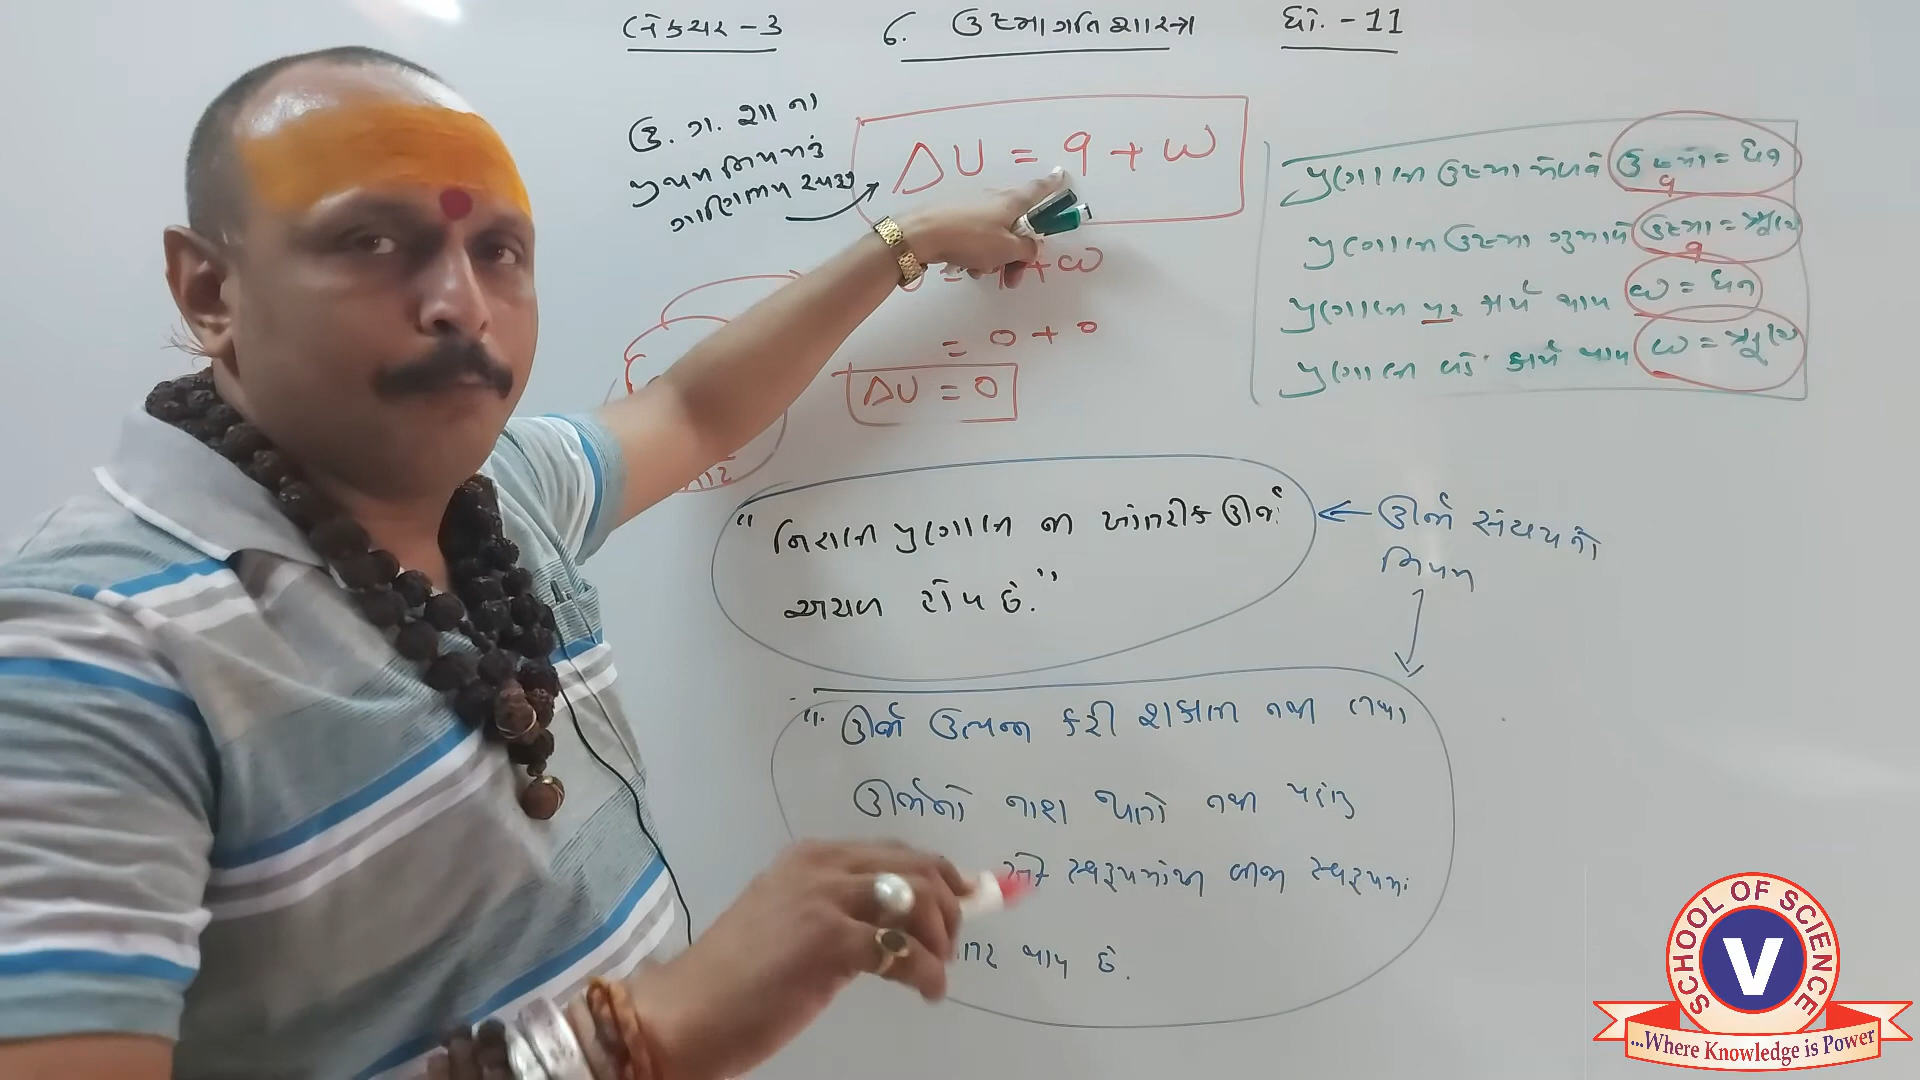 લેકચર - 3
6. ઉષ્માગતિશાસ્ત્ર
ધો. - 11
ઉ. ગ. શા ના
પ્રથમ નિયમનું
ગાણિતીય સ્વરૂપ
ΔU = q + w
= q + w
= 0 + 0
ΔU = 0
પ્રણાલી ઉષ્મા મેળવે ઉષ્મા = ધન
q
પ્રણાલી ઉષ્મા ગુમાવે ઉષ્મા = ઋણ
q
પ્રણાલી પર કાર્ય થાય w = ધન
પ્રણાલી વડે કાર્ય થાય w = ઋણ
" નિરાળી પ્રણાલી ની આંતરીક ઊર્જા
અચળ હોય છે."
ઊર્જા સંચયનો
નિયમ
" ઊર્જા ઉત્પન્ન કરી શકાતી નથી તથા
ઊર્જાનો નાશ થતો નથી પરંતુ
એક સ્વરૂપમાંથી બીજા સ્વરૂપમાં
તર થાય છે.
SCHOOL OF SCIENCE
V
...Where Knowledge is Power